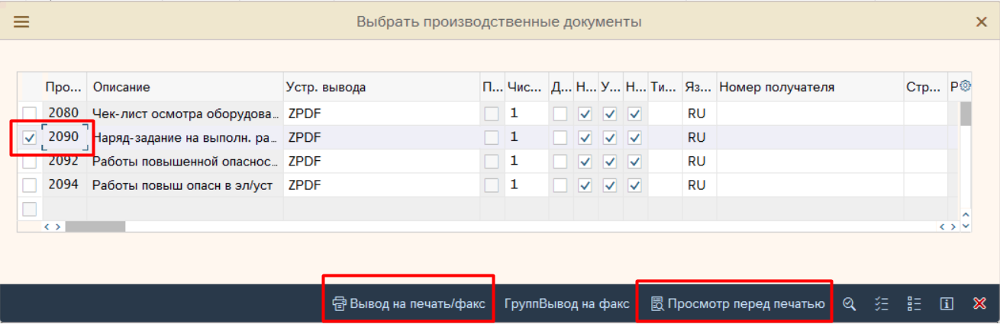 Выбрать производственные документы
Про... Описание Устр. вывода П... Чис... Д... Н... У... Н... Ти... Яз... Номер получателя Стр... Р
2080 Чек-лист осмотра оборудова... ZPDF 1 RU
2090 Наряд-задание на выполн. ра... ZPDF 1 RU
2092 Работы повышенной опаснос... ZPDF 1 RU
2094 Работы повыш опасн в эл/уст ZPDF 1 RU
Вывод на печать/факс ГруппВывод на факс Просмотр перед печатью